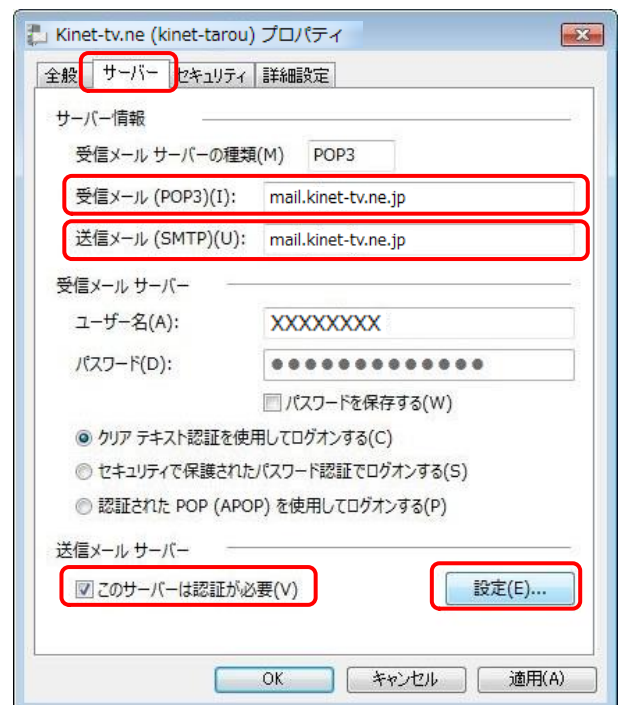 Kinet-tv.ne (kinet-tarou) プロパティ
全般 サーバー セキュリティ 詳細設定
サーバー情報
受信メール サーバーの種類(M) POP3
受信メール (POP3)(I): mail.kinet-tv.ne.jp
送信メール (SMTP)(U): mail.kinet-tv.ne.jp
受信メール サーバー
ユーザー名(A): XXXXXXXX
パスワード(D): ●●●●●●●●●●●●●
パスワードを保存する(W)
クリア テキスト認証を使用してログオンする(C)
セキュリティで保護されたパスワード認証でログオンする(S)
認証された POP (APOP) を使用してログオンする(P)
送信メール サーバー
このサーバーは認証が必要(V) 設定(E)...
OK キャンセル 適用(A)